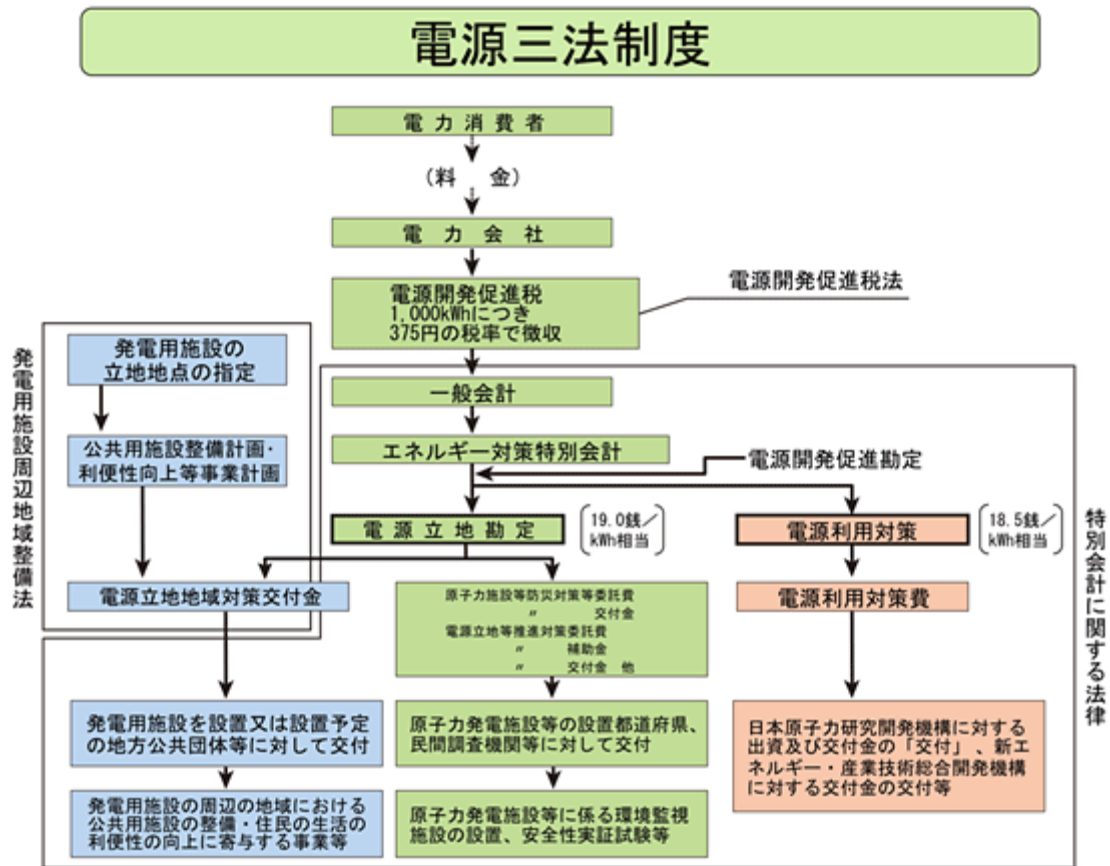 電源三法制度
電力消費者
(料 金)
電力会社
電源開発促進税
1,000kWhにつき
375円の税率で徴収
電源開発促進税法
発電用施設の
立地地点の指定
公共用施設整備計画・
利便性向上等事業計画
発電用施設周辺地域整備法
一般会計
エネルギー対策特別会計
電源開発促進勘定
電源立地勘定
19.0銭／
kWh相当
電源利用対策
18.5銭／
kWh相当
特別会計に関する法律
電源立地地域対策交付金
原子力施設等防災対策等委託費
〃 交付金
電源立地等推進対策委託費
〃 補助金
〃 交付金 他
電源利用対策費
発電用施設を設置又は設置予定
の地方公共団体等に対して交付
原子力発電施設等の設置都道府県、
民間調査機関等に対して交付
日本原子力研究開発機構に対する
出資及び交付金の「交付」、新エ
ネルギー・産業技術総合開発機構
に対する交付金の交付等
発電用施設の周辺の地域における
公共用施設の整備・住民の生活の
利便性の向上に寄与する事業等
原子力発電施設等に係る環境監視
施設の設置、安全性実証試験等